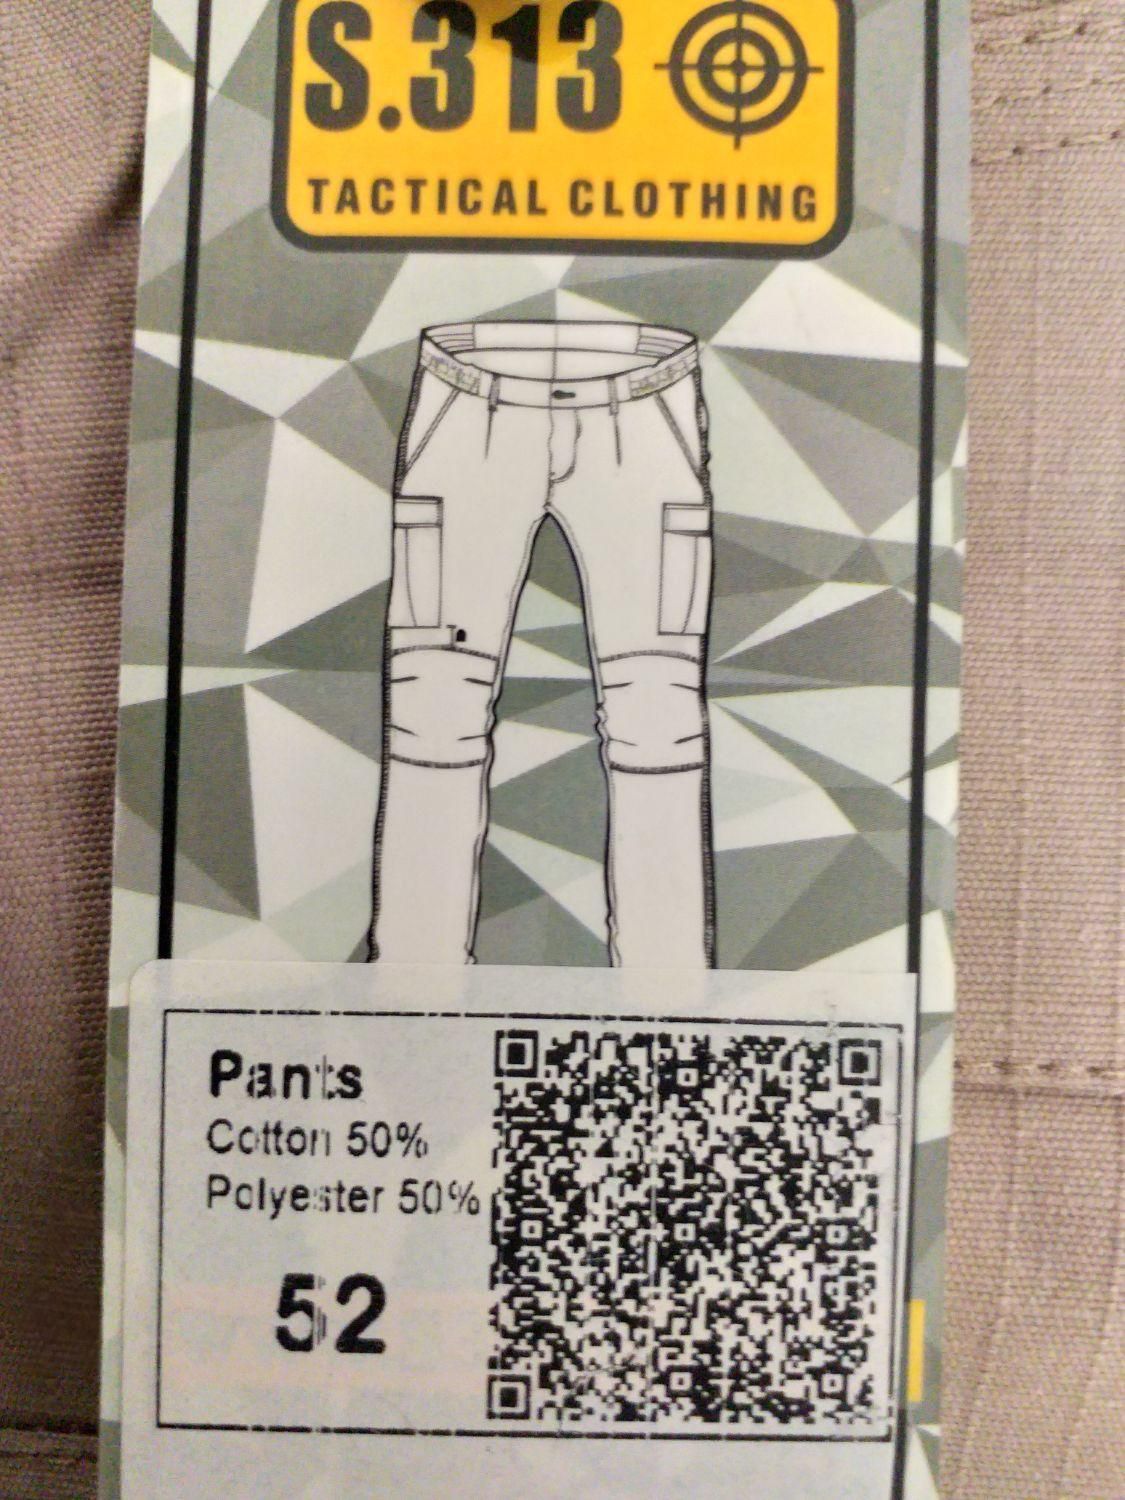 S.313
TACTICAL CLOTHING
Pants
Cotton 50%
Polyester 50%
52